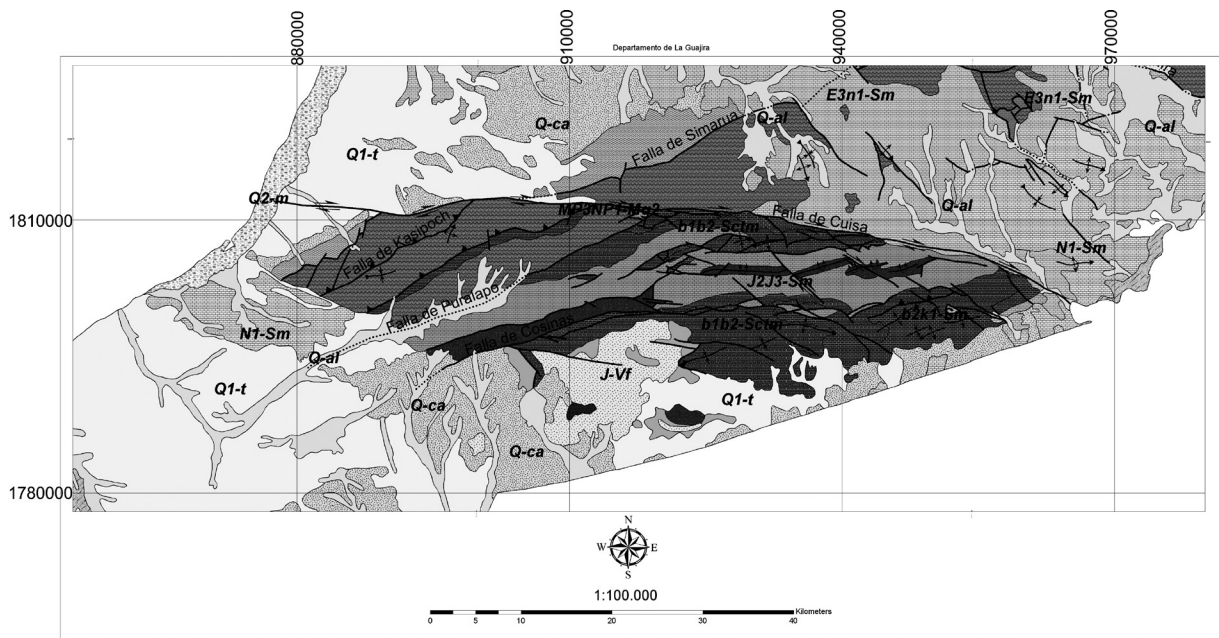 880000
910000
940000
970000
Departamento de La Guajira
E3n1-Sm
E3n1-Sm
Q-ca
Q-al
Q-al
Q1-t
Falla de Simarua
Q2-m
MP3NP1-Mg2
Falla de Cuisa
Q-al
1810000
b1b2-Sctm
N1-Sm
Falla de Kasipoch
J2J3-Sm
Falla de Puralapo
b2k1-Sm
N1-Sm
Falla de Cosinas
b1b2-Sctm
Q-al
J-Vf
Q1-t
Q1-t
Q-ca
Q-ca
1780000
N
W E
S
1:100.000
Kilometers
0 5 10 20 30 40